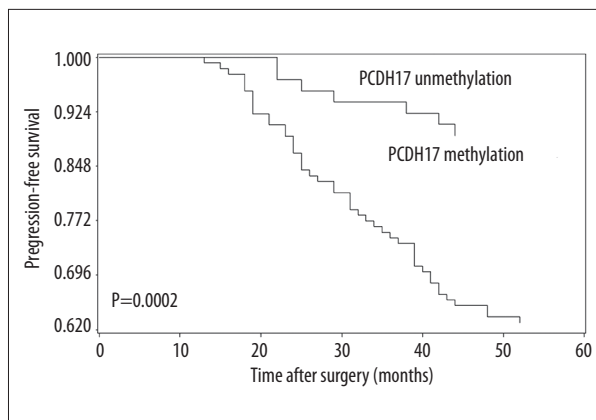 Pregression-free survival
1.000
0.924
0.848
0.772
0.696
0.620
PCDH17 unmethylation
PCDH17 methylation
P=0.0002
0 10 20 30 40 50 60
Time after surgery (months)